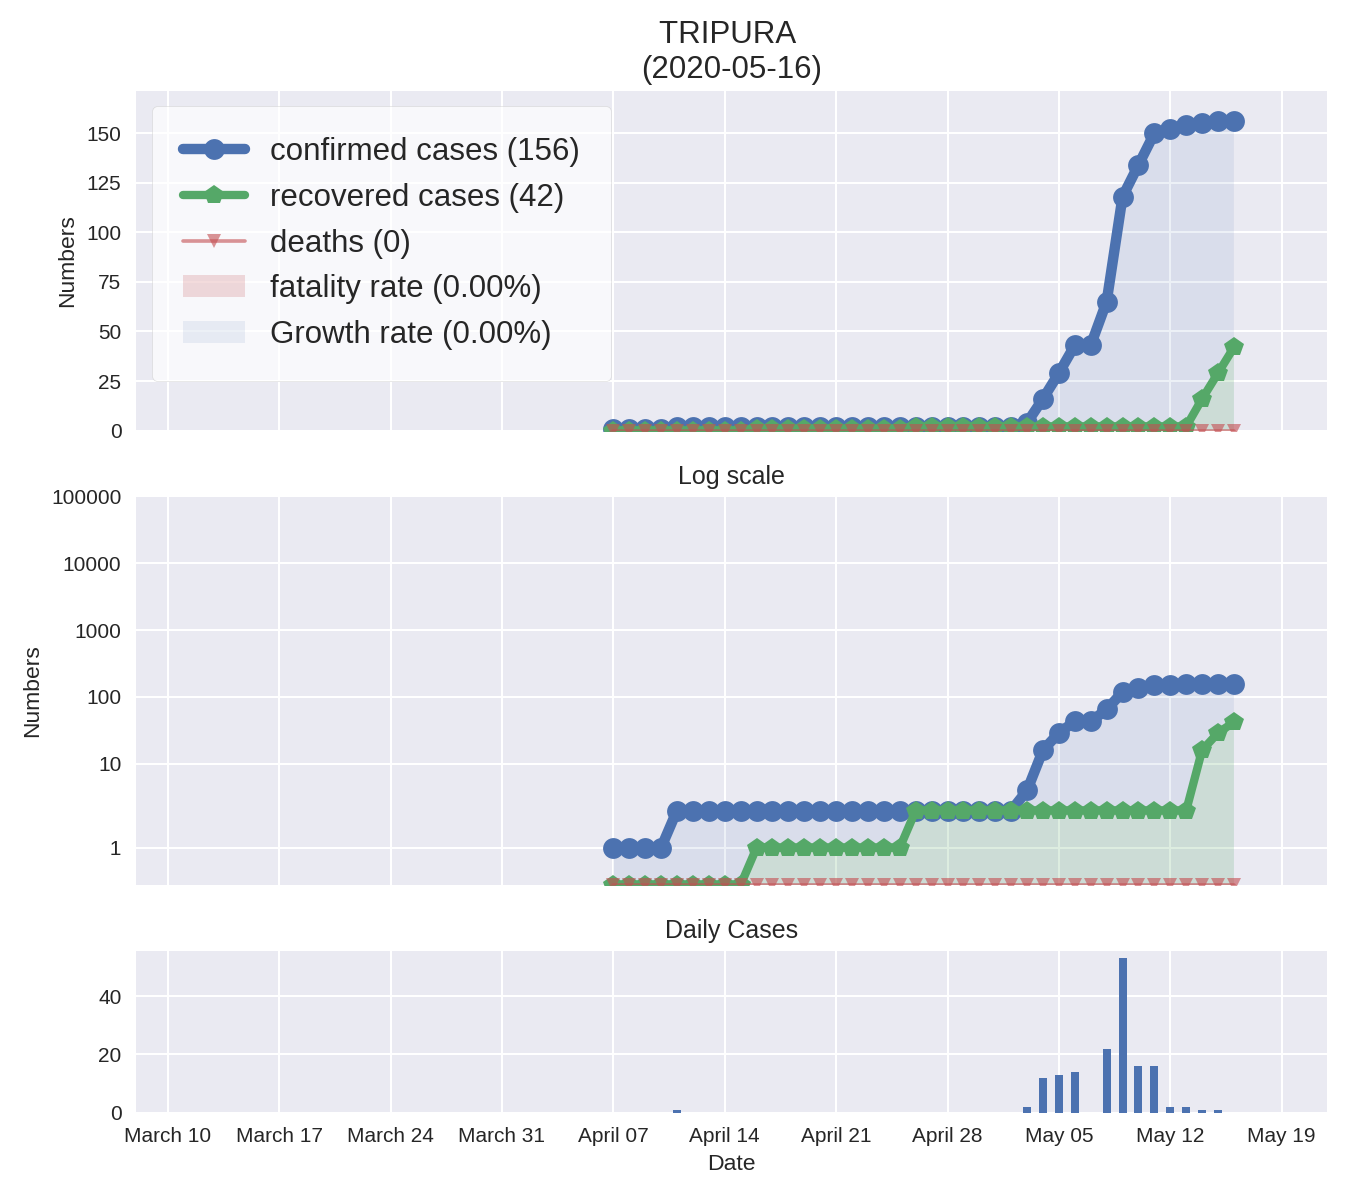 TRIPURA
(2020-05-16)
Numbers
150
125
100
75
50
25
0
confirmed cases (156)
recovered cases (42)
deaths (0)
fatality rate (0.00%)
Growth rate (0.00%)
Log scale
Numbers
100000
10000
1000
100
10
1
Daily Cases
40
20
0
March 10 March 17 March 24 March 31 April 07 April 14 April 21 April 28 May 05 May 12 May 19
Date